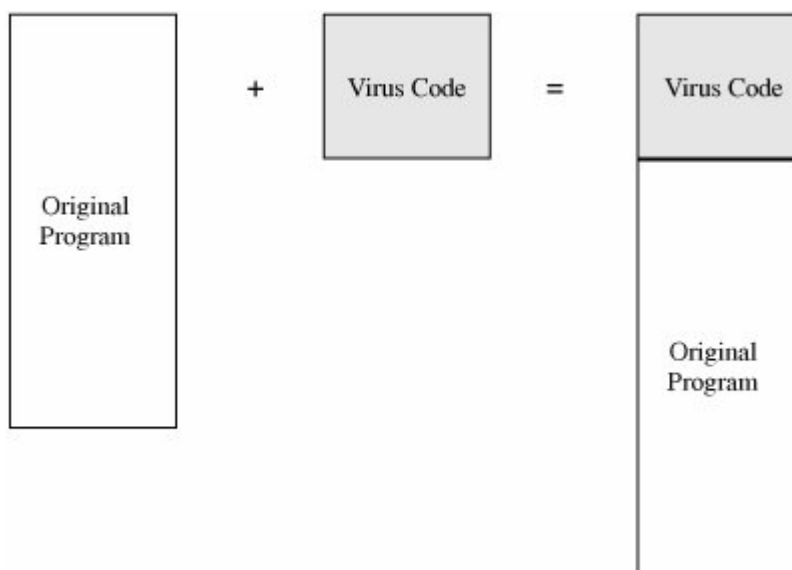 Original
Program
+
Virus Code
=
Virus Code
Original
Program